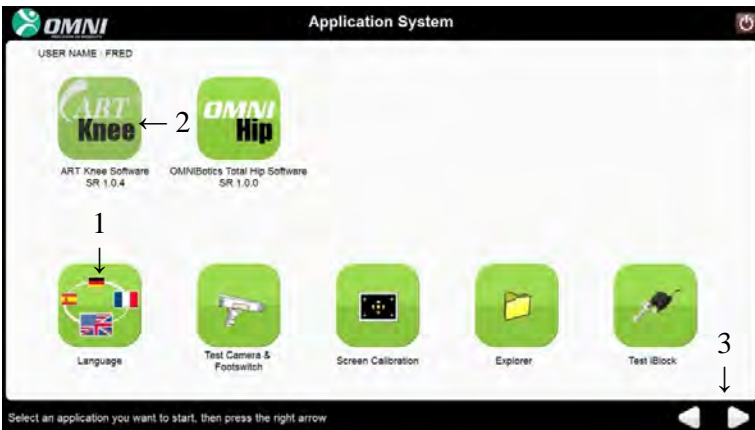 OMNI
Application System
USER NAME : FRED
ART
Knee
← 2
OMNI
Hip
ART Knee Software
SR 1.0.4
OMNIBotics Total Hip Software
SR 1.0.0
1
↓
Language
Test Camera &
Footswitch
Screen Calibration
Explorer
Test iBlock
3
↓
Select an application you want to start, then press the right arrow